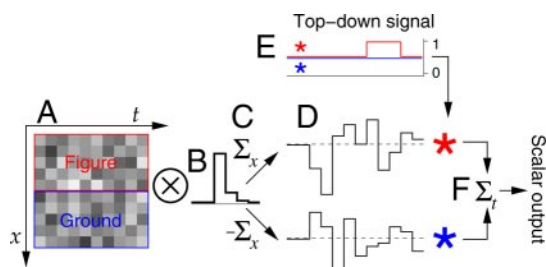 Top–down signal
E * 1
* 0
A t
C D
Figure
B Σx * Scalar output
⊗ F Σt
Ground
x -Σx *